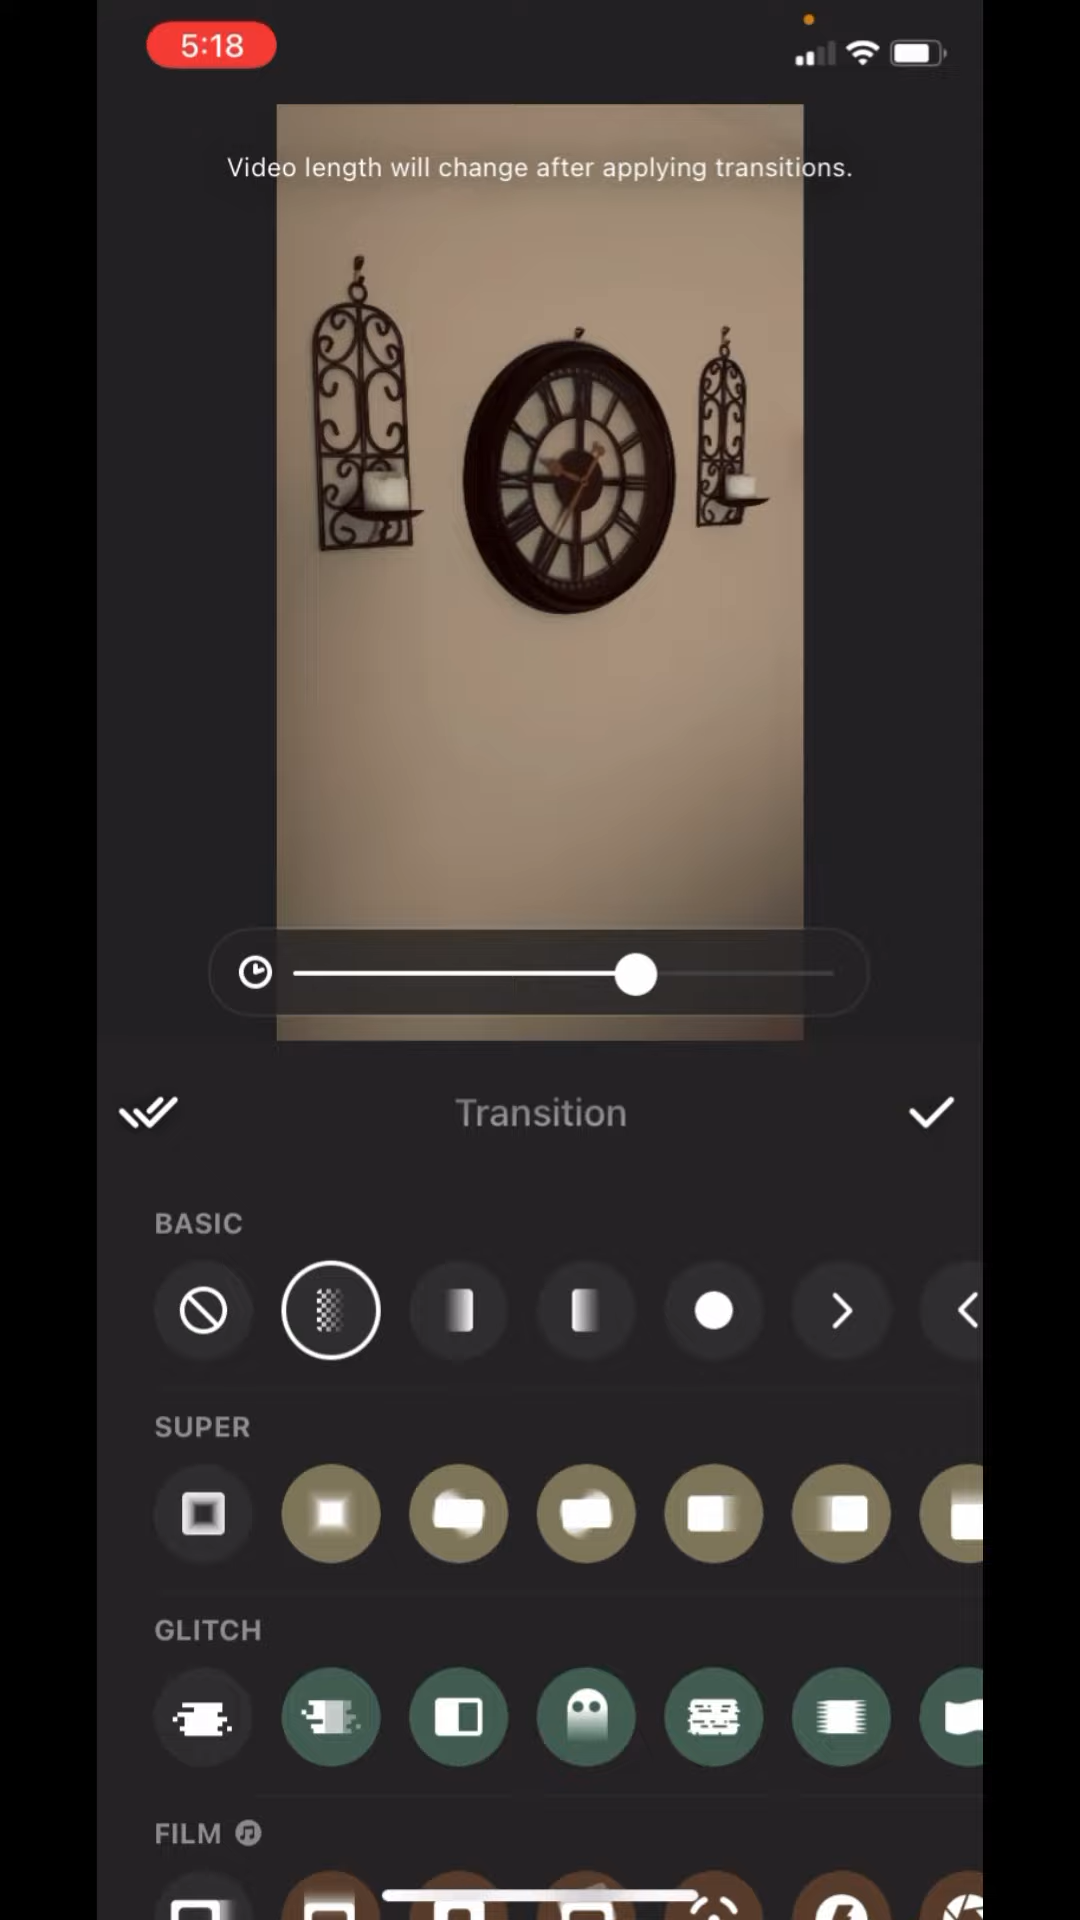 5:18
Video length will change after applying transitions.
Transition
BASIC
SUPER
GLITCH
FILM